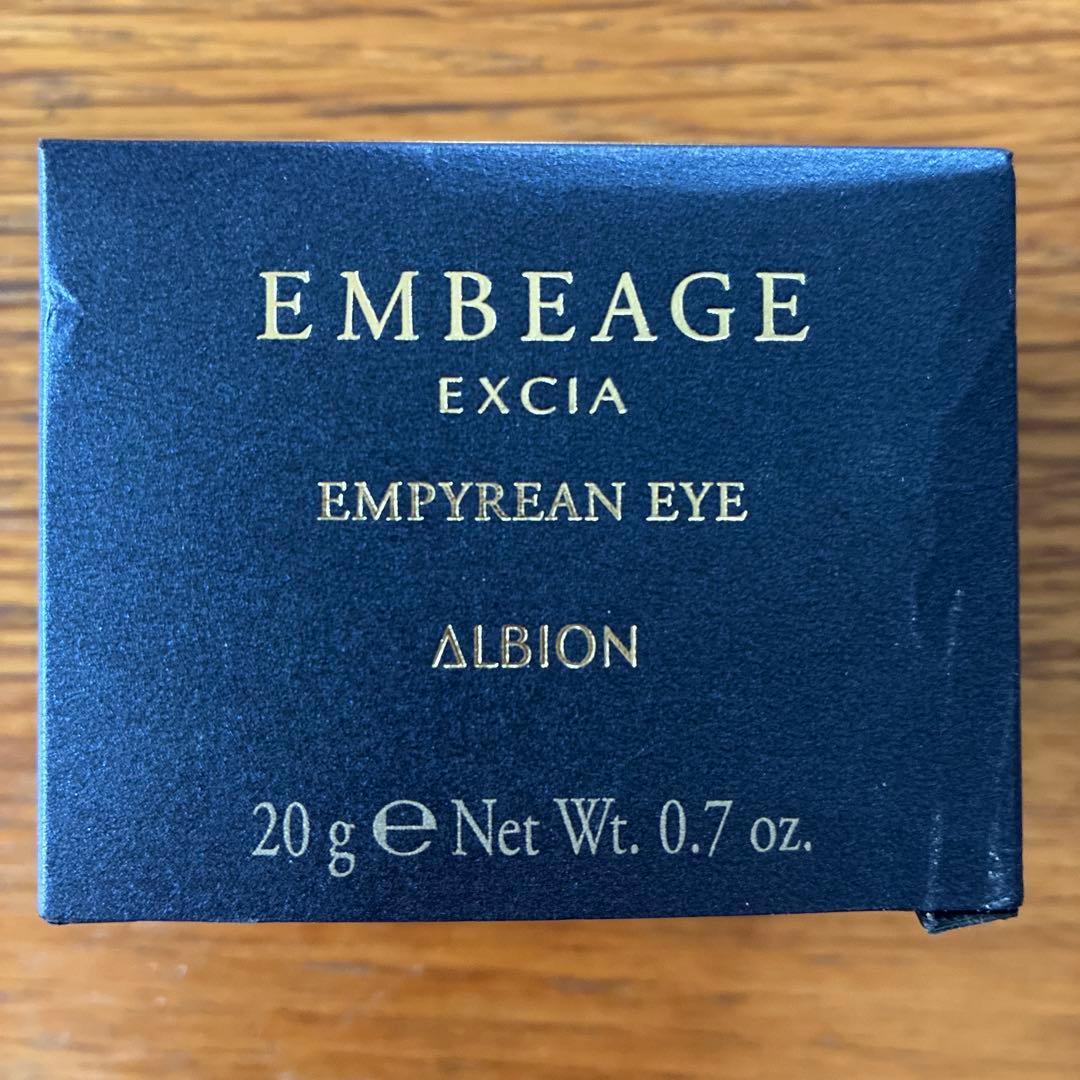 EMBEAGE
EXCIA
EMPYREAN EYE
ALBION
20 g ℮ Net Wt. 0.7 oz.